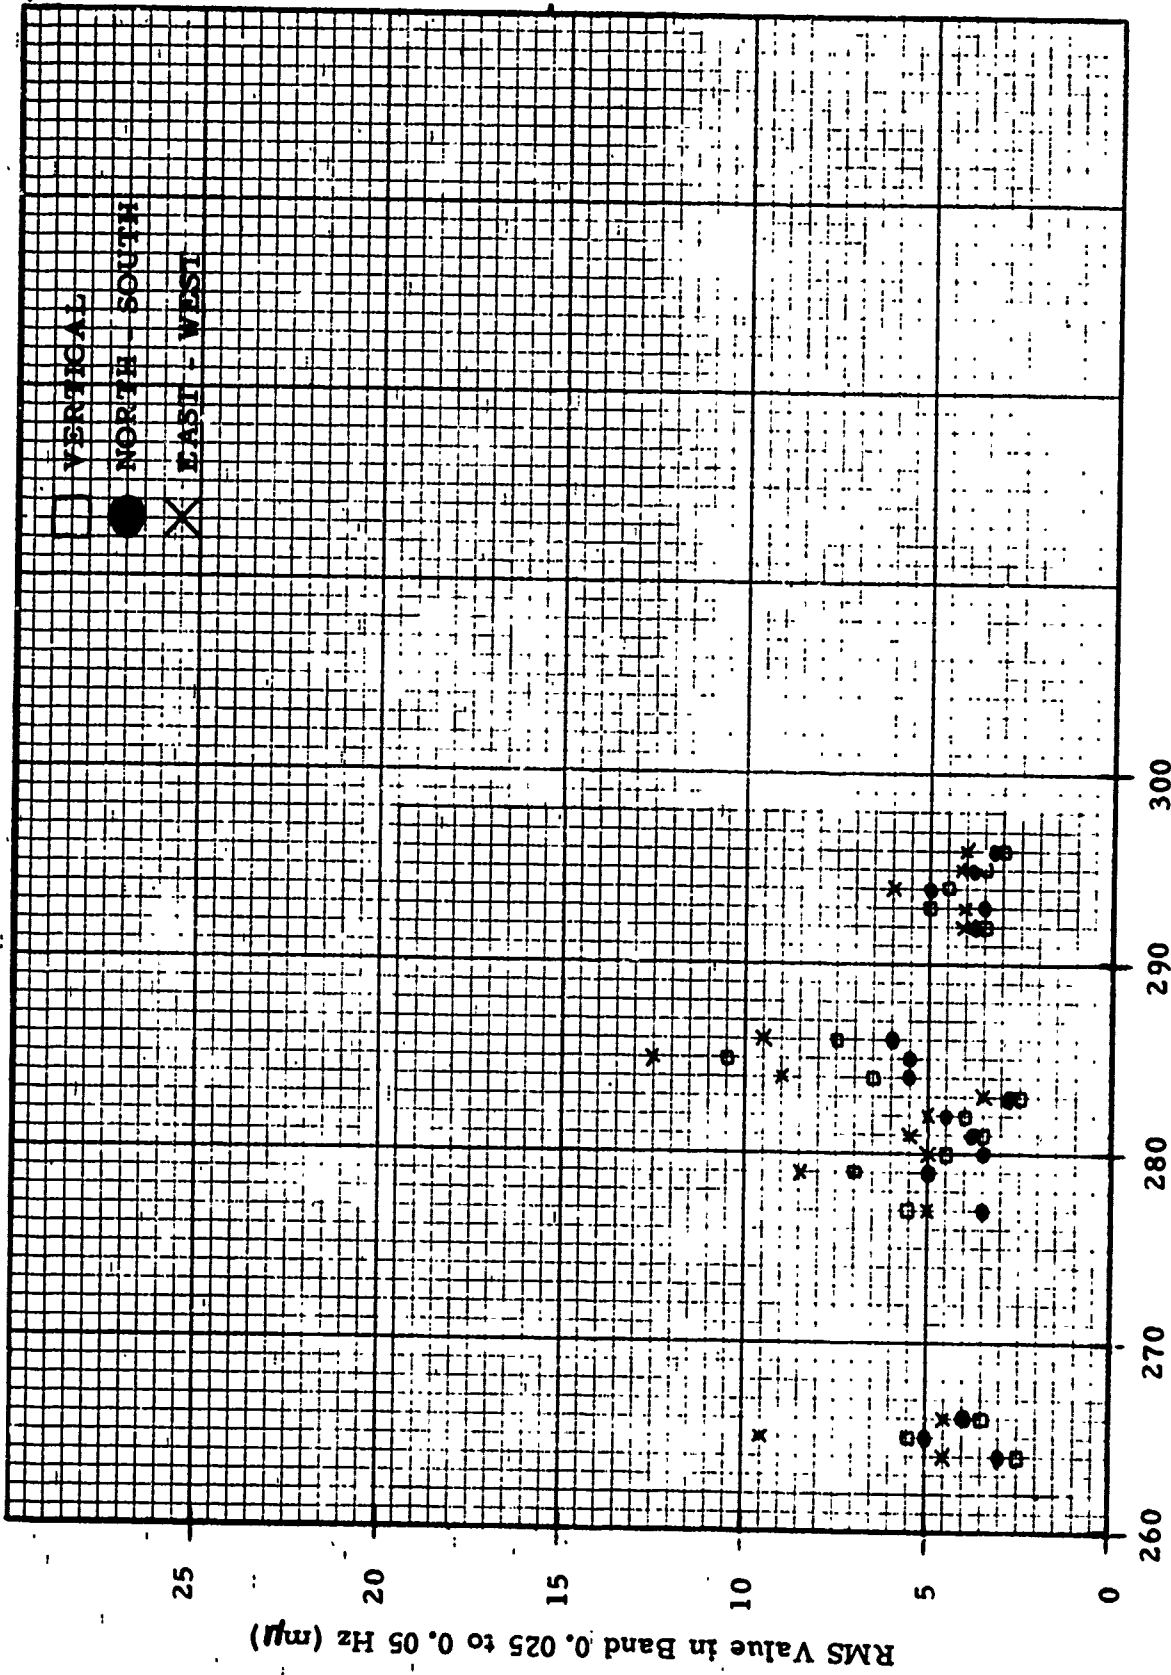 VERTICAL
NORTH - SOUTH
EAST - WEST
RMS Value in Band 0.025 to 0.05 Hz (mμ)
25
20
15
10
5
0
260
270
280
290
300